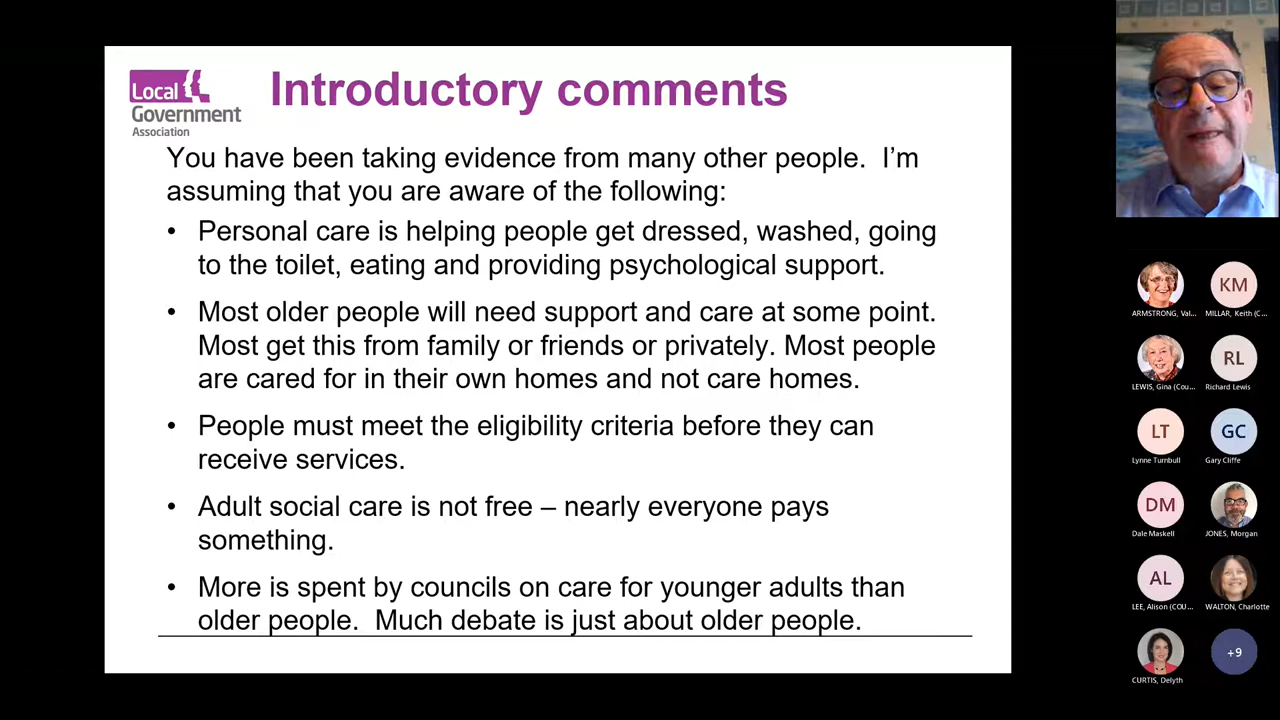 Local
Government
Association
Introductory comments
You have been taking evidence from many other people.  I'm
assuming that you are aware of the following:
• Personal care is helping people get dressed, washed, going
to the toilet, eating and providing psychological support.
• Most older people will need support and care at some point.
Most get this from family or friends or privately. Most people
are cared for in their own homes and not care homes.
• People must meet the eligibility criteria before they can
receive services.
• Adult social care is not free – nearly everyone pays
something.
• More is spent by councils on care for younger adults than
older people.  Much debate is just about older people.
KM
ARMSTRONG, Val...
MILLAR, Keith (C...
RL
LEWIS, Gina (Cou...
Richard Lewis
LT
GC
Lynne Turnbull
Gary Cliffe
DM
Dale Maskell
JONES, Morgan
AL
LEE, Alison (COU...
WALTON, Charlotte
+9
CURTIS, Delyth